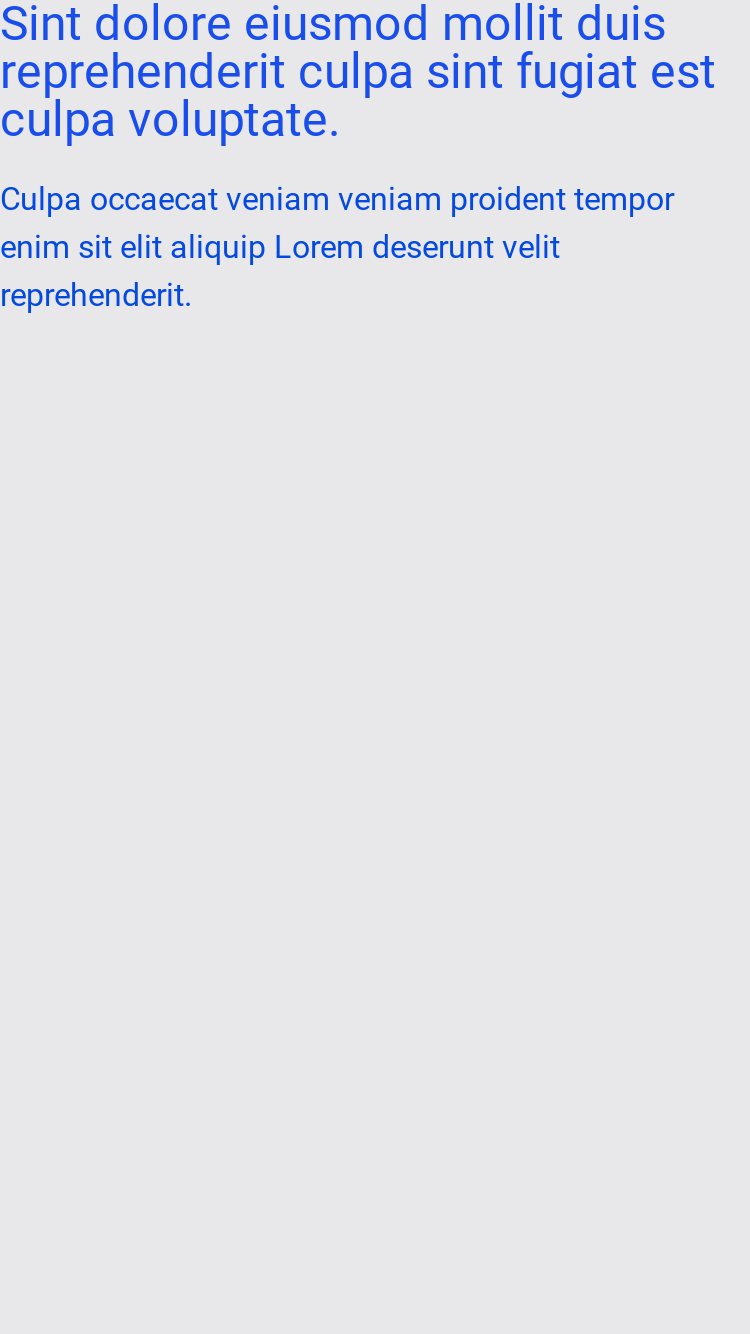 Sint dolore eiusmod mollit duis
reprehenderit culpa sint fugiat est
culpa voluptate.
Culpa occaecat veniam veniam proident tempor
enim sit elit aliquip Lorem deserunt velit
reprehenderit.